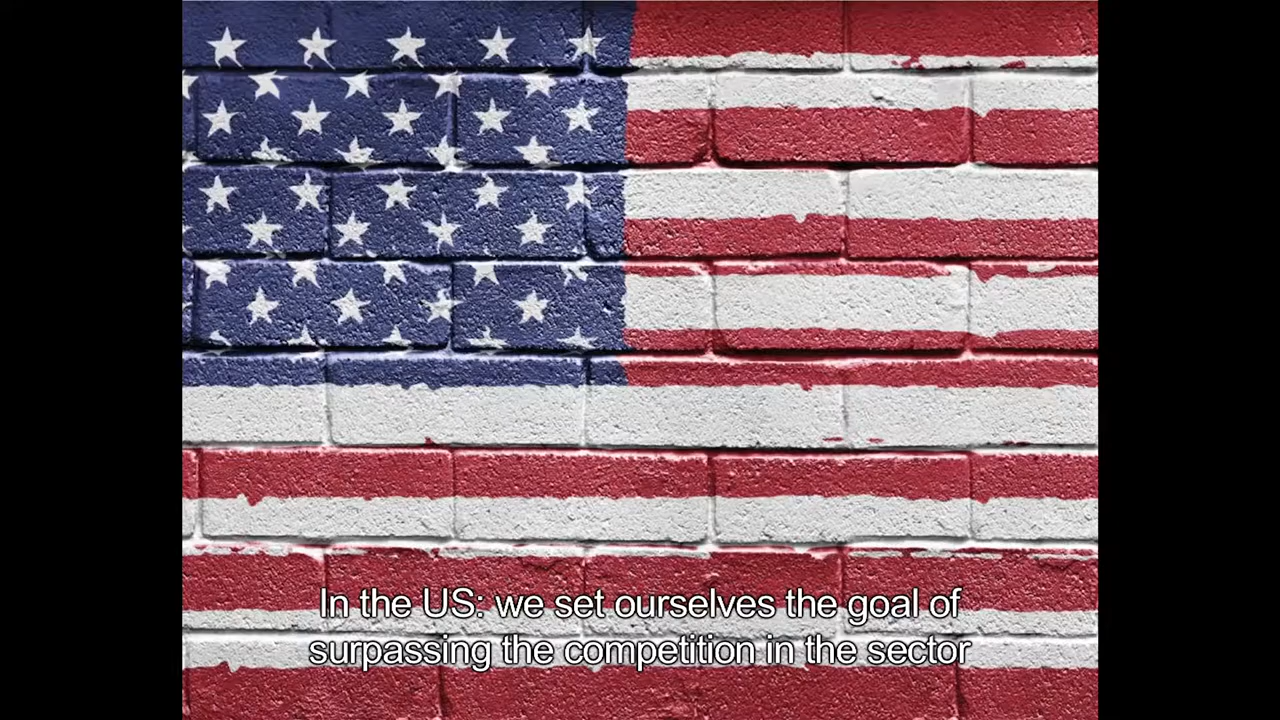 In the US: we set ourselves the goal of
surpassing the competition in the sector